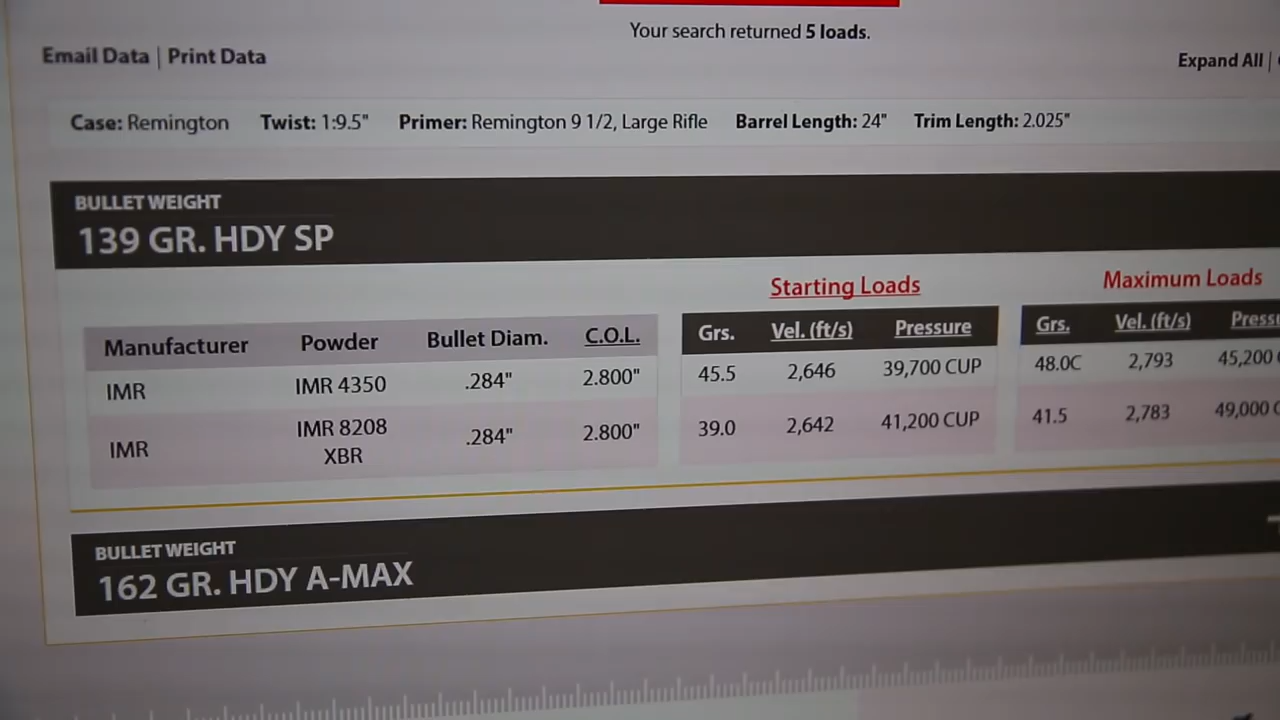 Your search returned 5 loads.
Email Data | Print Data
Expand All |
Case: Remington Twist: 1:9.5" Primer: Remington 9 1/2, Large Rifle Barrel Length: 24" Trim Length: 2.025"
BULLET WEIGHT
139 GR. HDY SP
Starting Loads Maximum Loads
Manufacturer Powder Bullet Diam. C.O.L. Grs. Vel. (ft/s) Pressure Grs. Vel. (ft/s)
IMR IMR 4350 .284" 2.800" 45.5 2,646 39,700 CUP 48.0C 2,793 45,200
IMR IMR 8208 XBR .284" 2.800" 39.0 2,642 41,200 CUP 41.5 2,783 49,000
BULLET WEIGHT
162 GR. HDY A-MAX